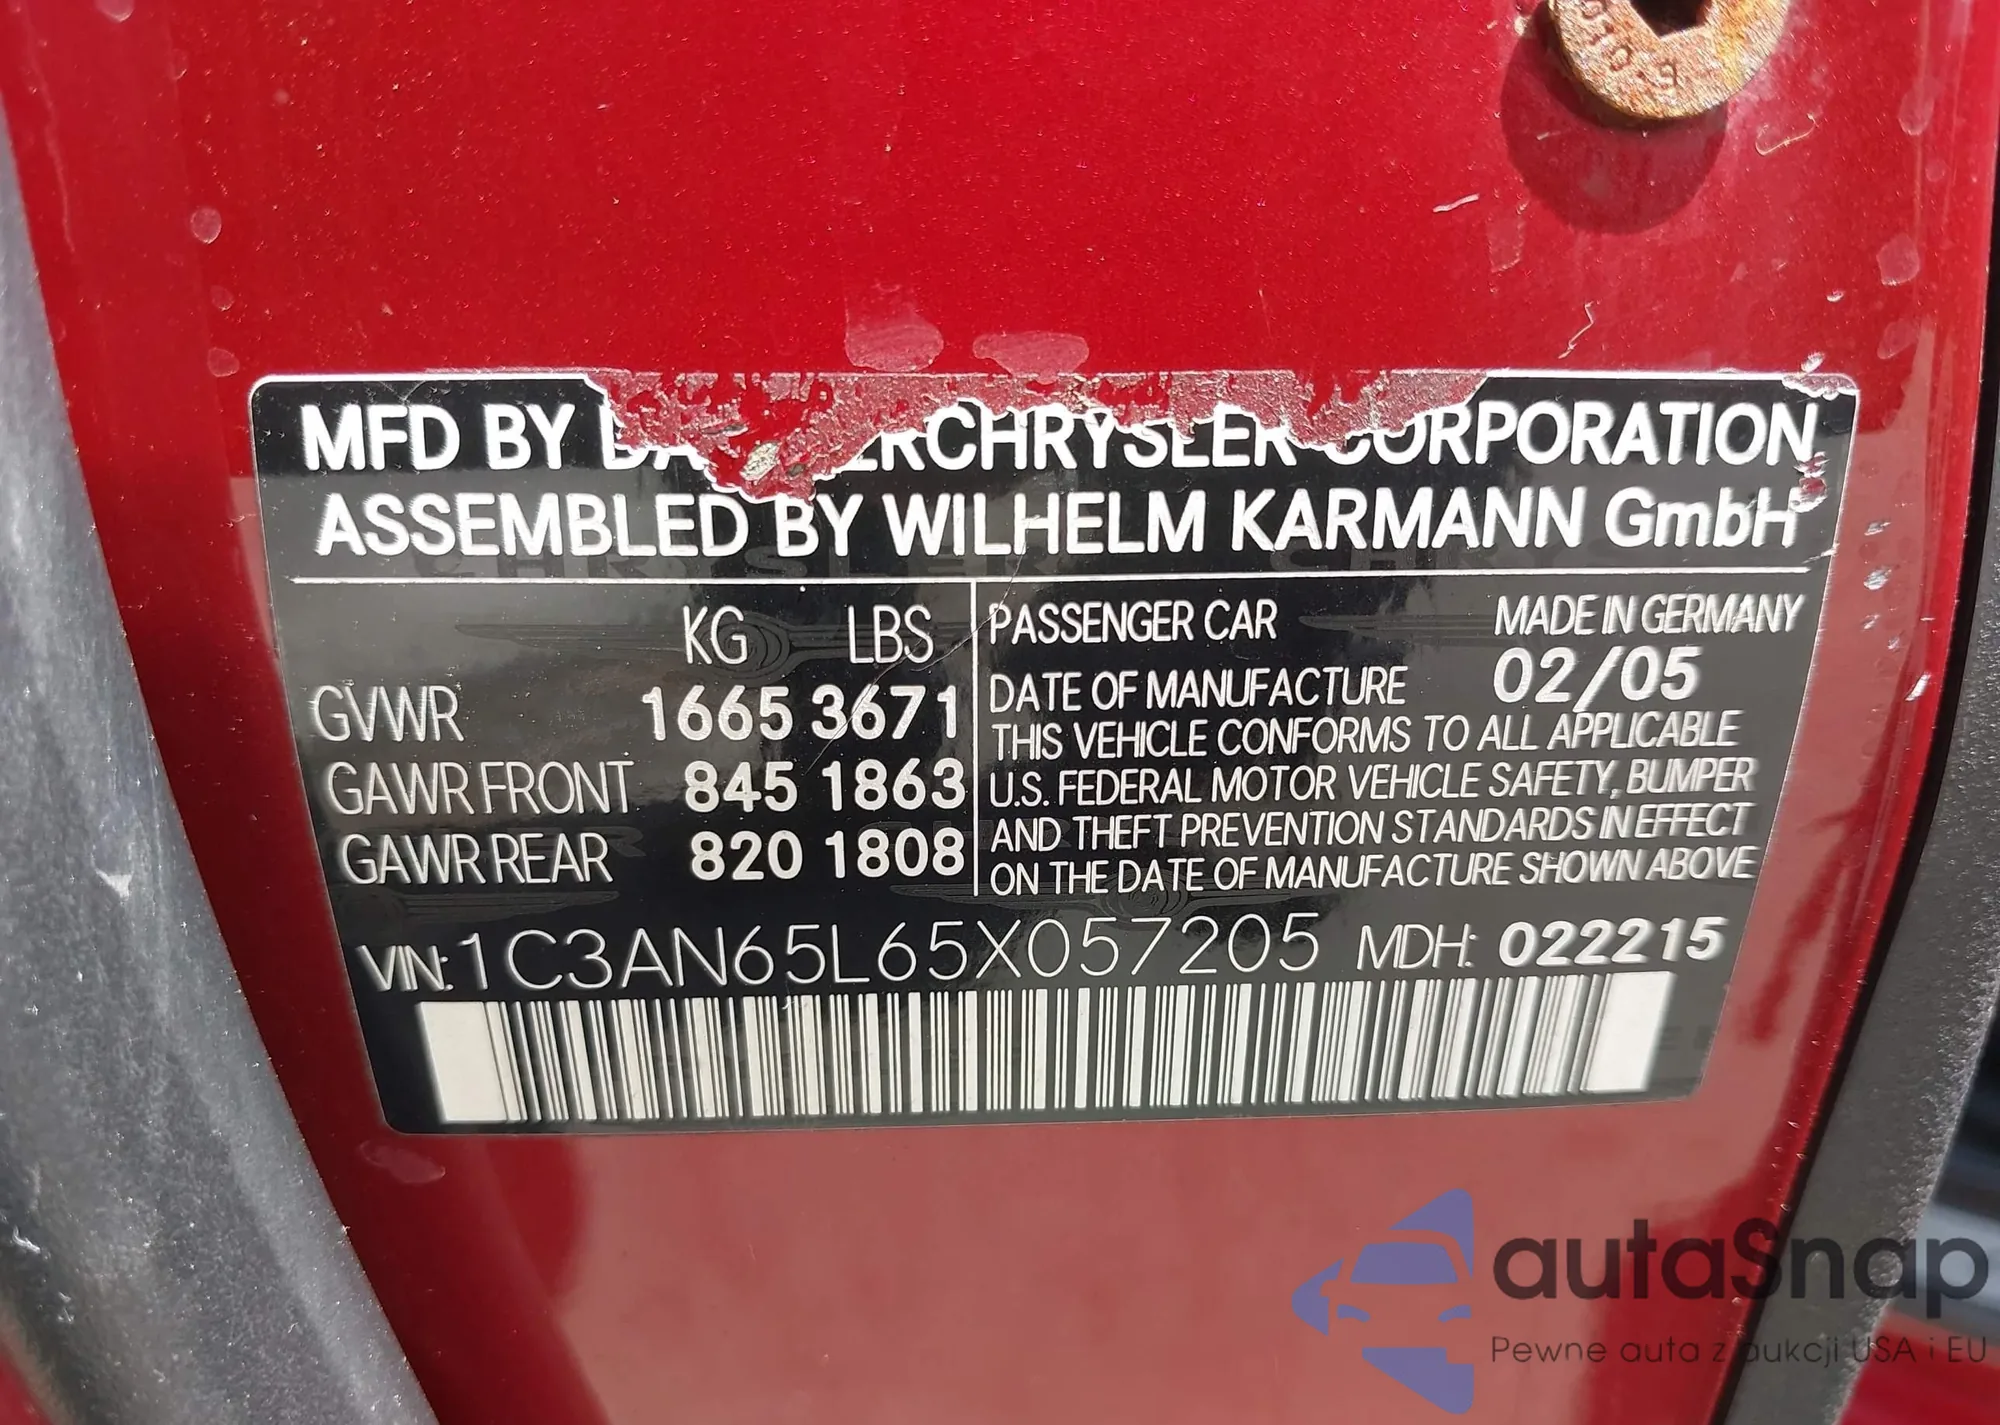 010-9
MFD BY DAIMLERCHRYSLER CORPORATION
ASSEMBLED BY WILHELM KARMANN GmbH
KG LBS
GVWR 1665 3671
GAWR FRONT 845 1863
GAWR REAR 820 1808
PASSENGER CAR MADE IN GERMANY
DATE OF MANUFACTURE 02/05
THIS VEHICLE CONFORMS TO ALL APPLICABLE
U.S. FEDERAL MOTOR VEHICLE SAFETY, BUMPER
AND THEFT PREVENTION STANDARDS IN EFFECT
ON THE DATE OF MANUFACTURE SHOWN ABOVE
VIN: 1C3AN65L65X057205 MDH: 022215
autaSnap
Pewne auta z aukcji USA i EU